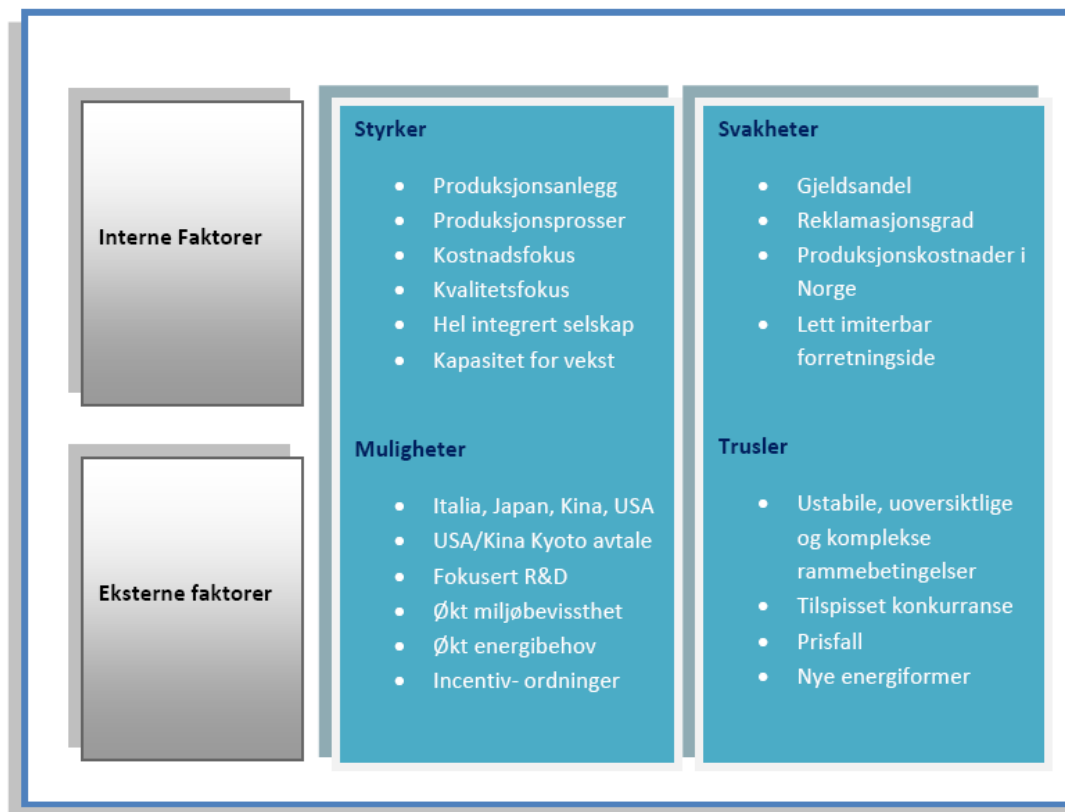 Interne Faktorer
Styrker
Produksjonsanlegg
Produksjonsprosser
Kostnadsfokus
Kvalitetsfokus
Hel integrert selskap
Kapasitet for vekst
Svakheter
Gjeldsandel
Reklamasjonsgrad
Produksjonskostnader i
Norge
Lett imiterbar
forretningside
Eksterne faktorer
Muligheter
Italia, Japan, Kina, USA
USA/Kina Kyoto avtale
Fokusert R&D
Økt miljøbevissthet
Økt energibehov
Incentiv- ordninger
Trusler
Ustabile, uoversiktlige
og komplekse
rammebetingelser
Tilspisset konkurranse
Prisfall
Nye energiformer